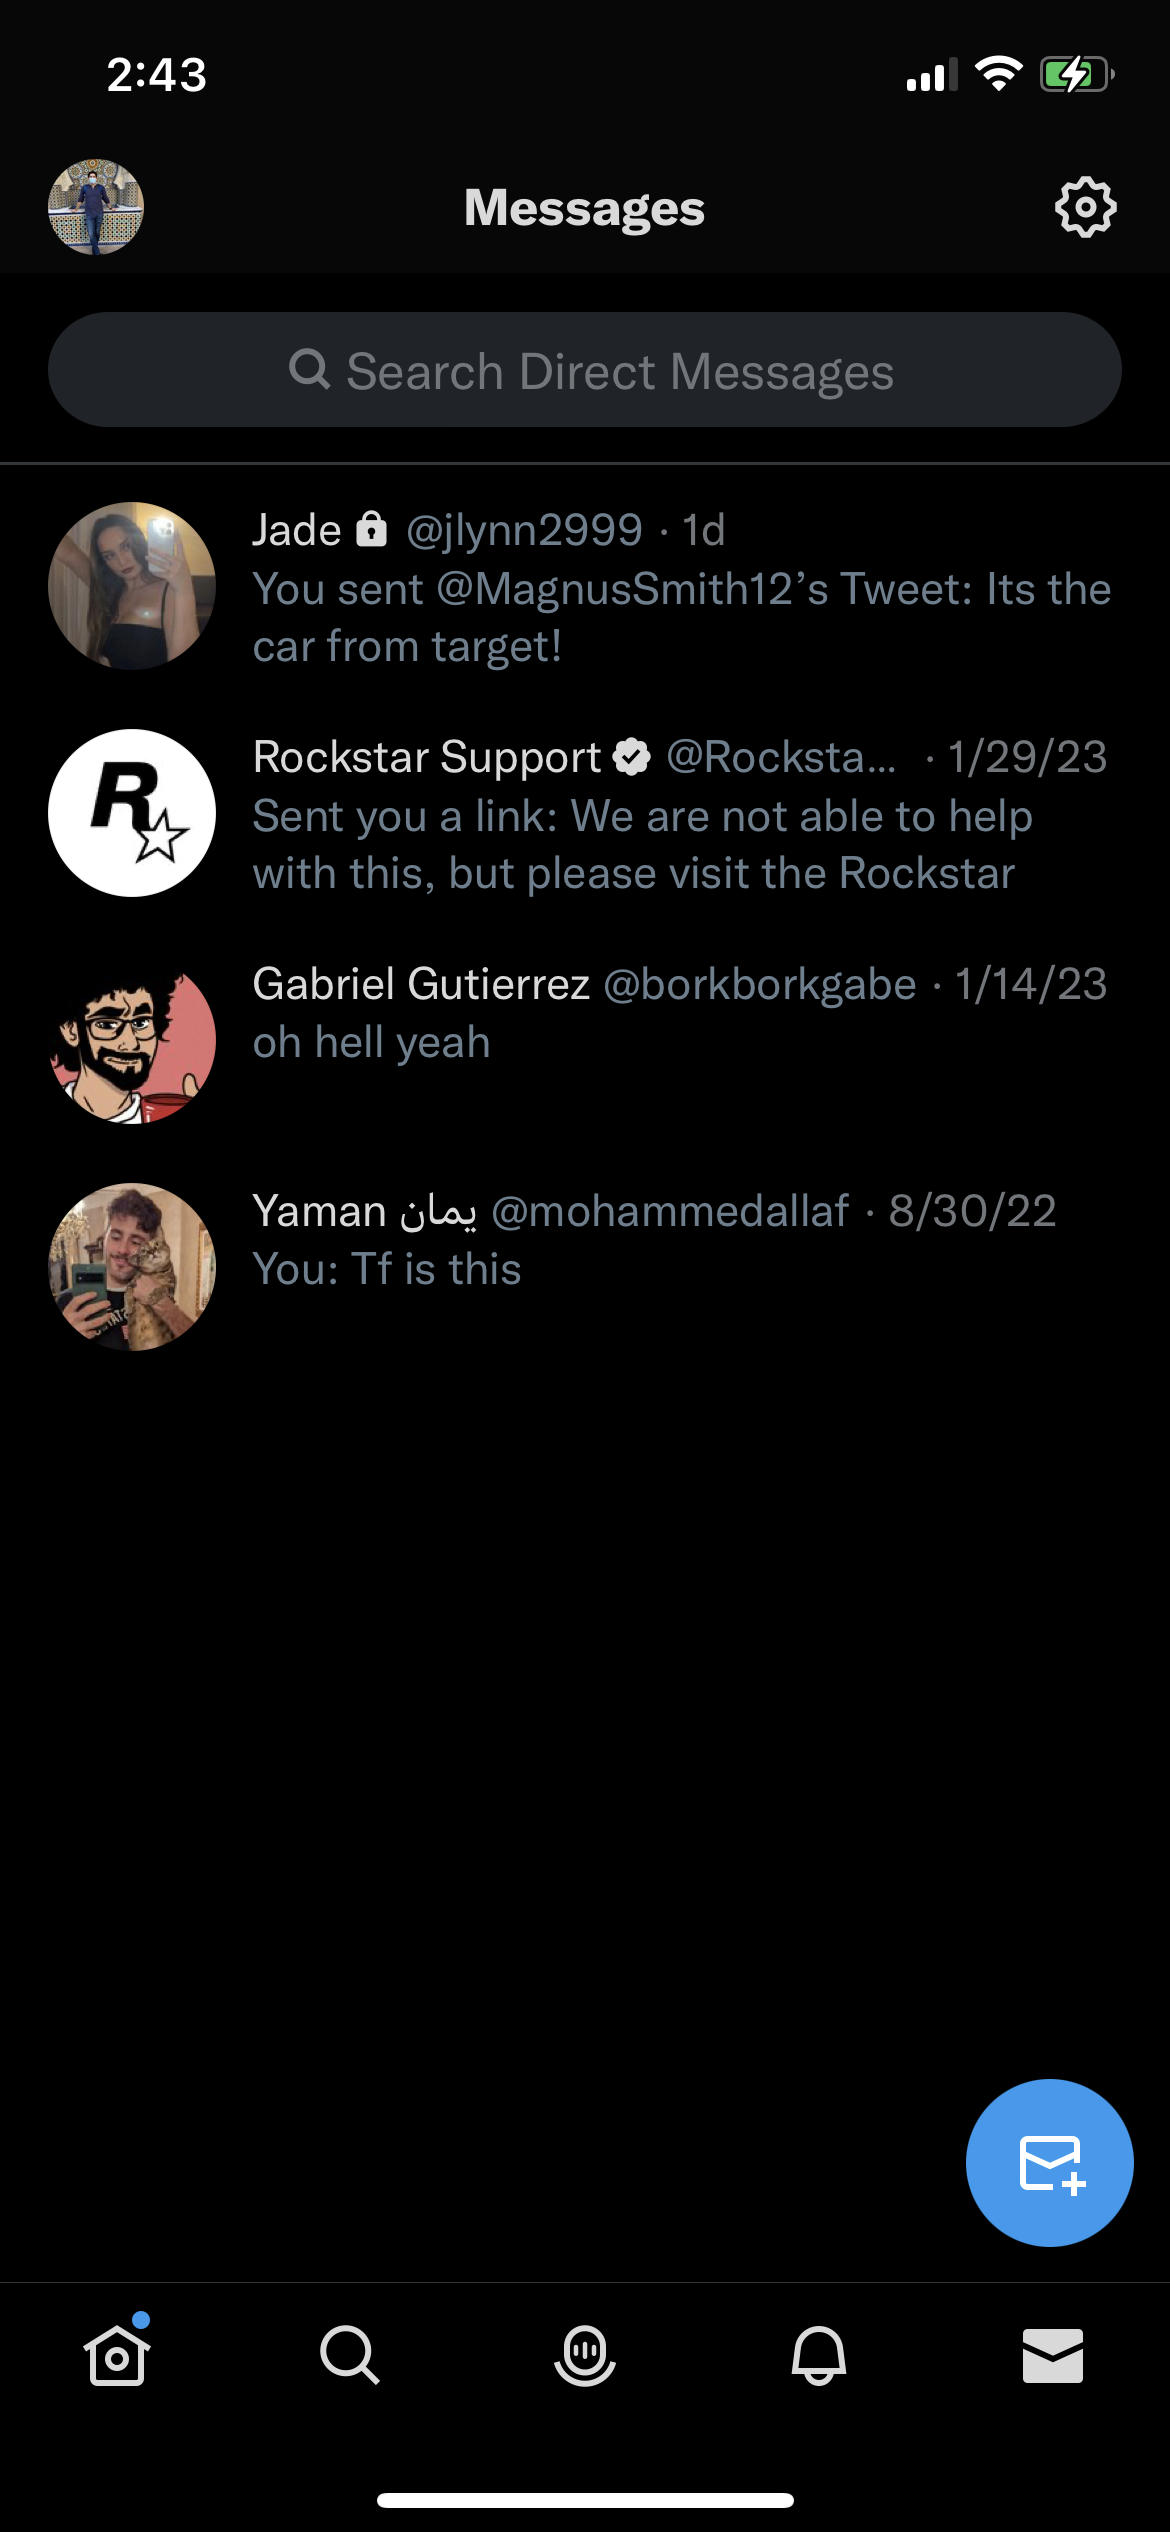 2:43
Messages
Search Direct Messages
Jade @jlynn2999 · 1d
You sent @MagnusSmith12’s Tweet: Its the
car from target!
Rockstar Support @Rocksta... · 1/29/23
Sent you a link: We are not able to help
with this, but please visit the Rockstar
R
Gabriel Gutierrez @borkborkgabe · 1/14/23
oh hell yeah
Yaman يمان @mohammedallaf · 8/30/22
You: Tf is this